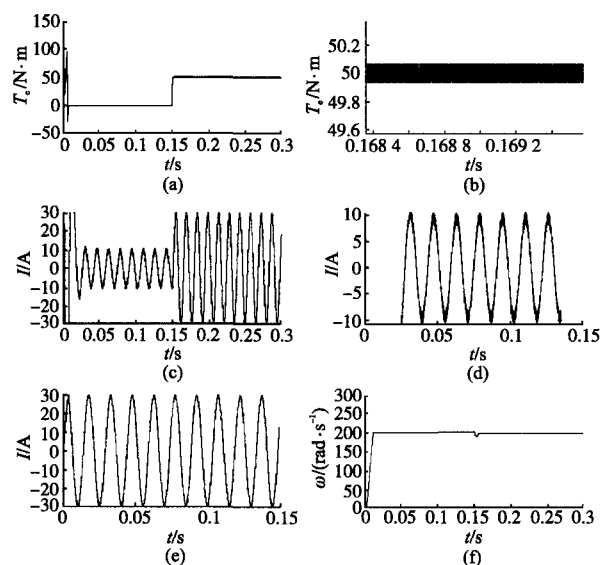 150
100
50
0
-50
Te/N·m
0 0.05 0.1 0.15 0.2 0.25 0.3
t/s
(a)
50.2
50
49.8
49.6
Te/N·m
0.168 4 0.168 8 0.169 2
t/s
(b)
30
20
10
0
-10
-20
-30
I/A
0 0.05 0.1 0.15 0.2 0.25 0.3
t/s
(c)
10
5
0
-5
-10
I/A
0 0.05 0.1 0.15
t/s
(d)
30
20
10
0
-10
-20
-30
I/A
0 0.05 0.1 0.15
t/s
(e)
300
250
200
150
100
50
0
ω/(rad·s⁻¹)
0.05 0.1 0.15 0.2 0.25 0.3
t/s
(f)